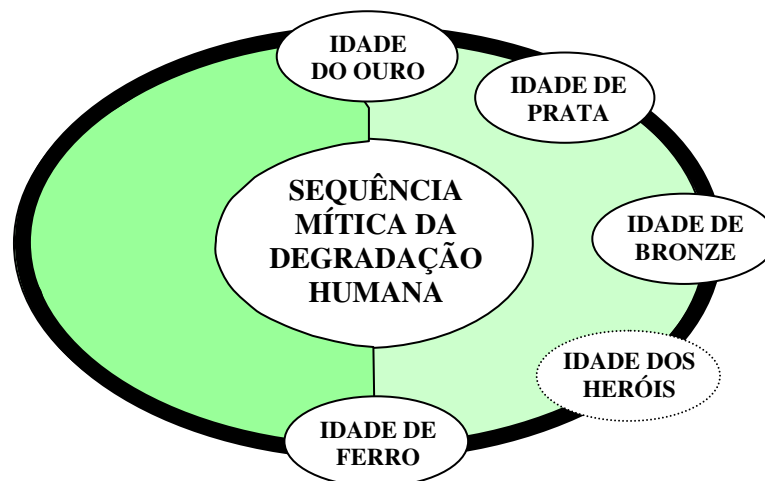 IDADE
DO OURO
IDADE DE
PRATA
SEQUÊNCIA
MÍTICA DA
DEGRADAÇÃO
HUMANA
IDADE DE
BRONZE
IDADE DOS
HERÓIS
IDADE DE
FERRO